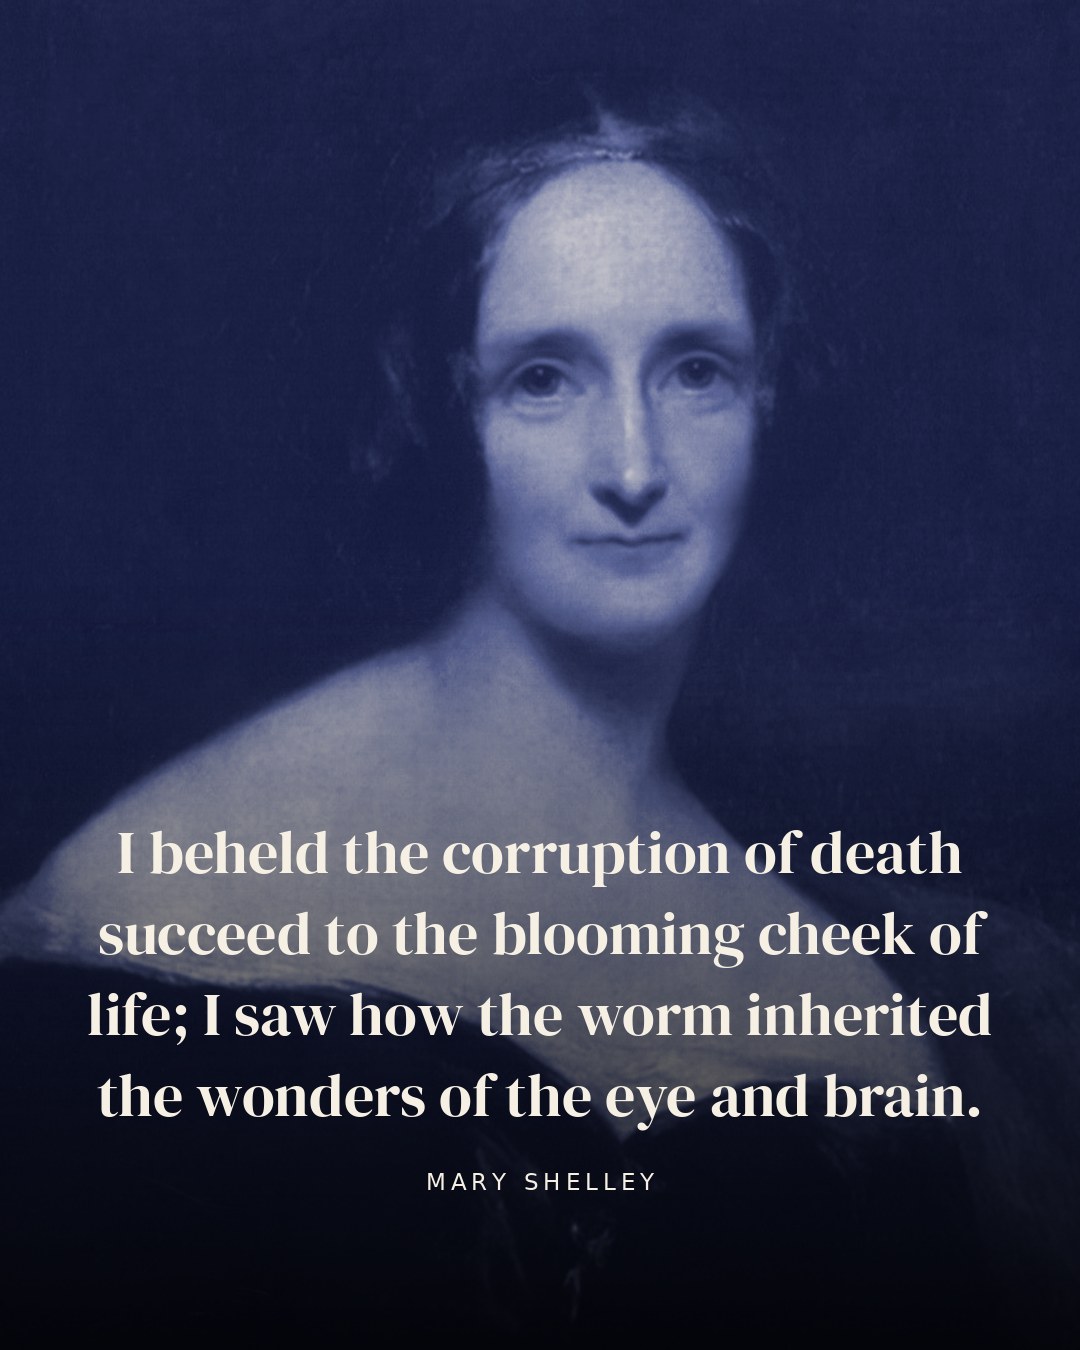 I beheld the corruption of death
succeed to the blooming cheek of
life; I saw how the worm inherited
the wonders of the eye and brain.
MARY SHELLEY